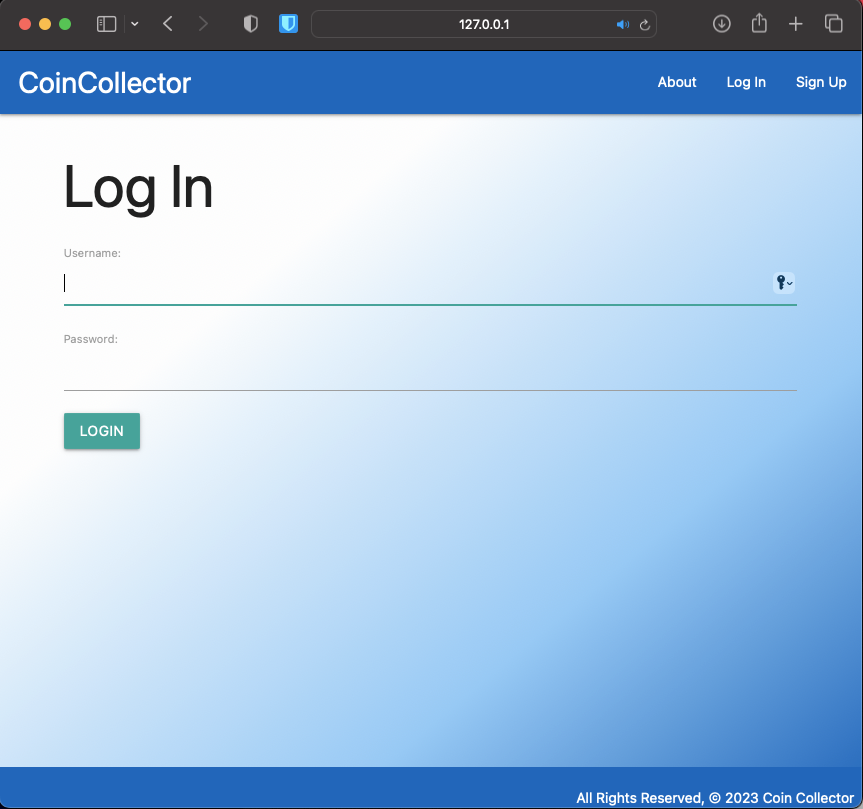 127.0.0.1
CoinCollector
About Log In Sign Up
Log In
Username:
Password:
LOGIN
All Rights Reserved, © 2023 Coin Collector